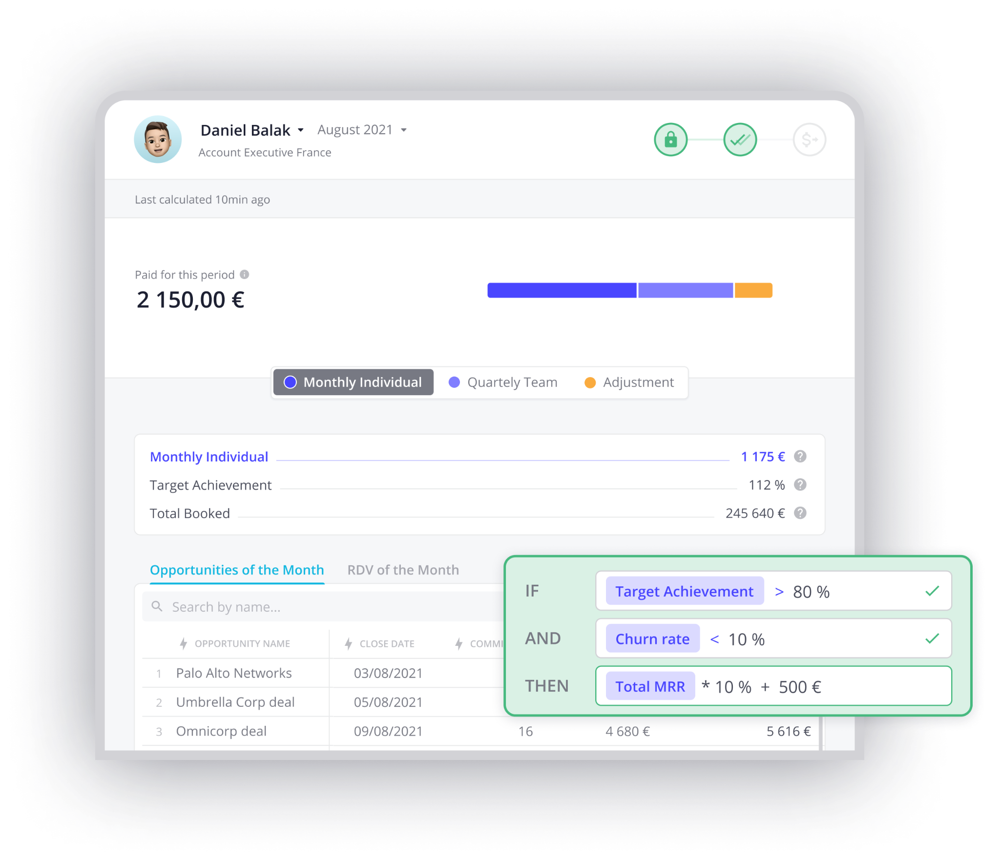 Daniel Balak August 2021
Account Executive France
Last calculated 10min ago
Paid for this period
2 150,00 €
Monthly Individual Quartely Team Adjustment
Monthly Individual 1 175 €
Target Achievement 112 %
Total Booked 245 640 €
Opportunities of the Month RDV of the Month
Search by name...
OPPORTUNITY NAME CLOSE DATE
1 Palo Alto Networks 03/08/2021
2 Umbrella Corp deal 05/08/2021
3 Omnicorp deal 09/08/2021 16 4 680 € 5 616 €
IF Target Achievement > 80 %
AND Churn rate < 10 %
THEN Total MRR * 10 % + 500 €